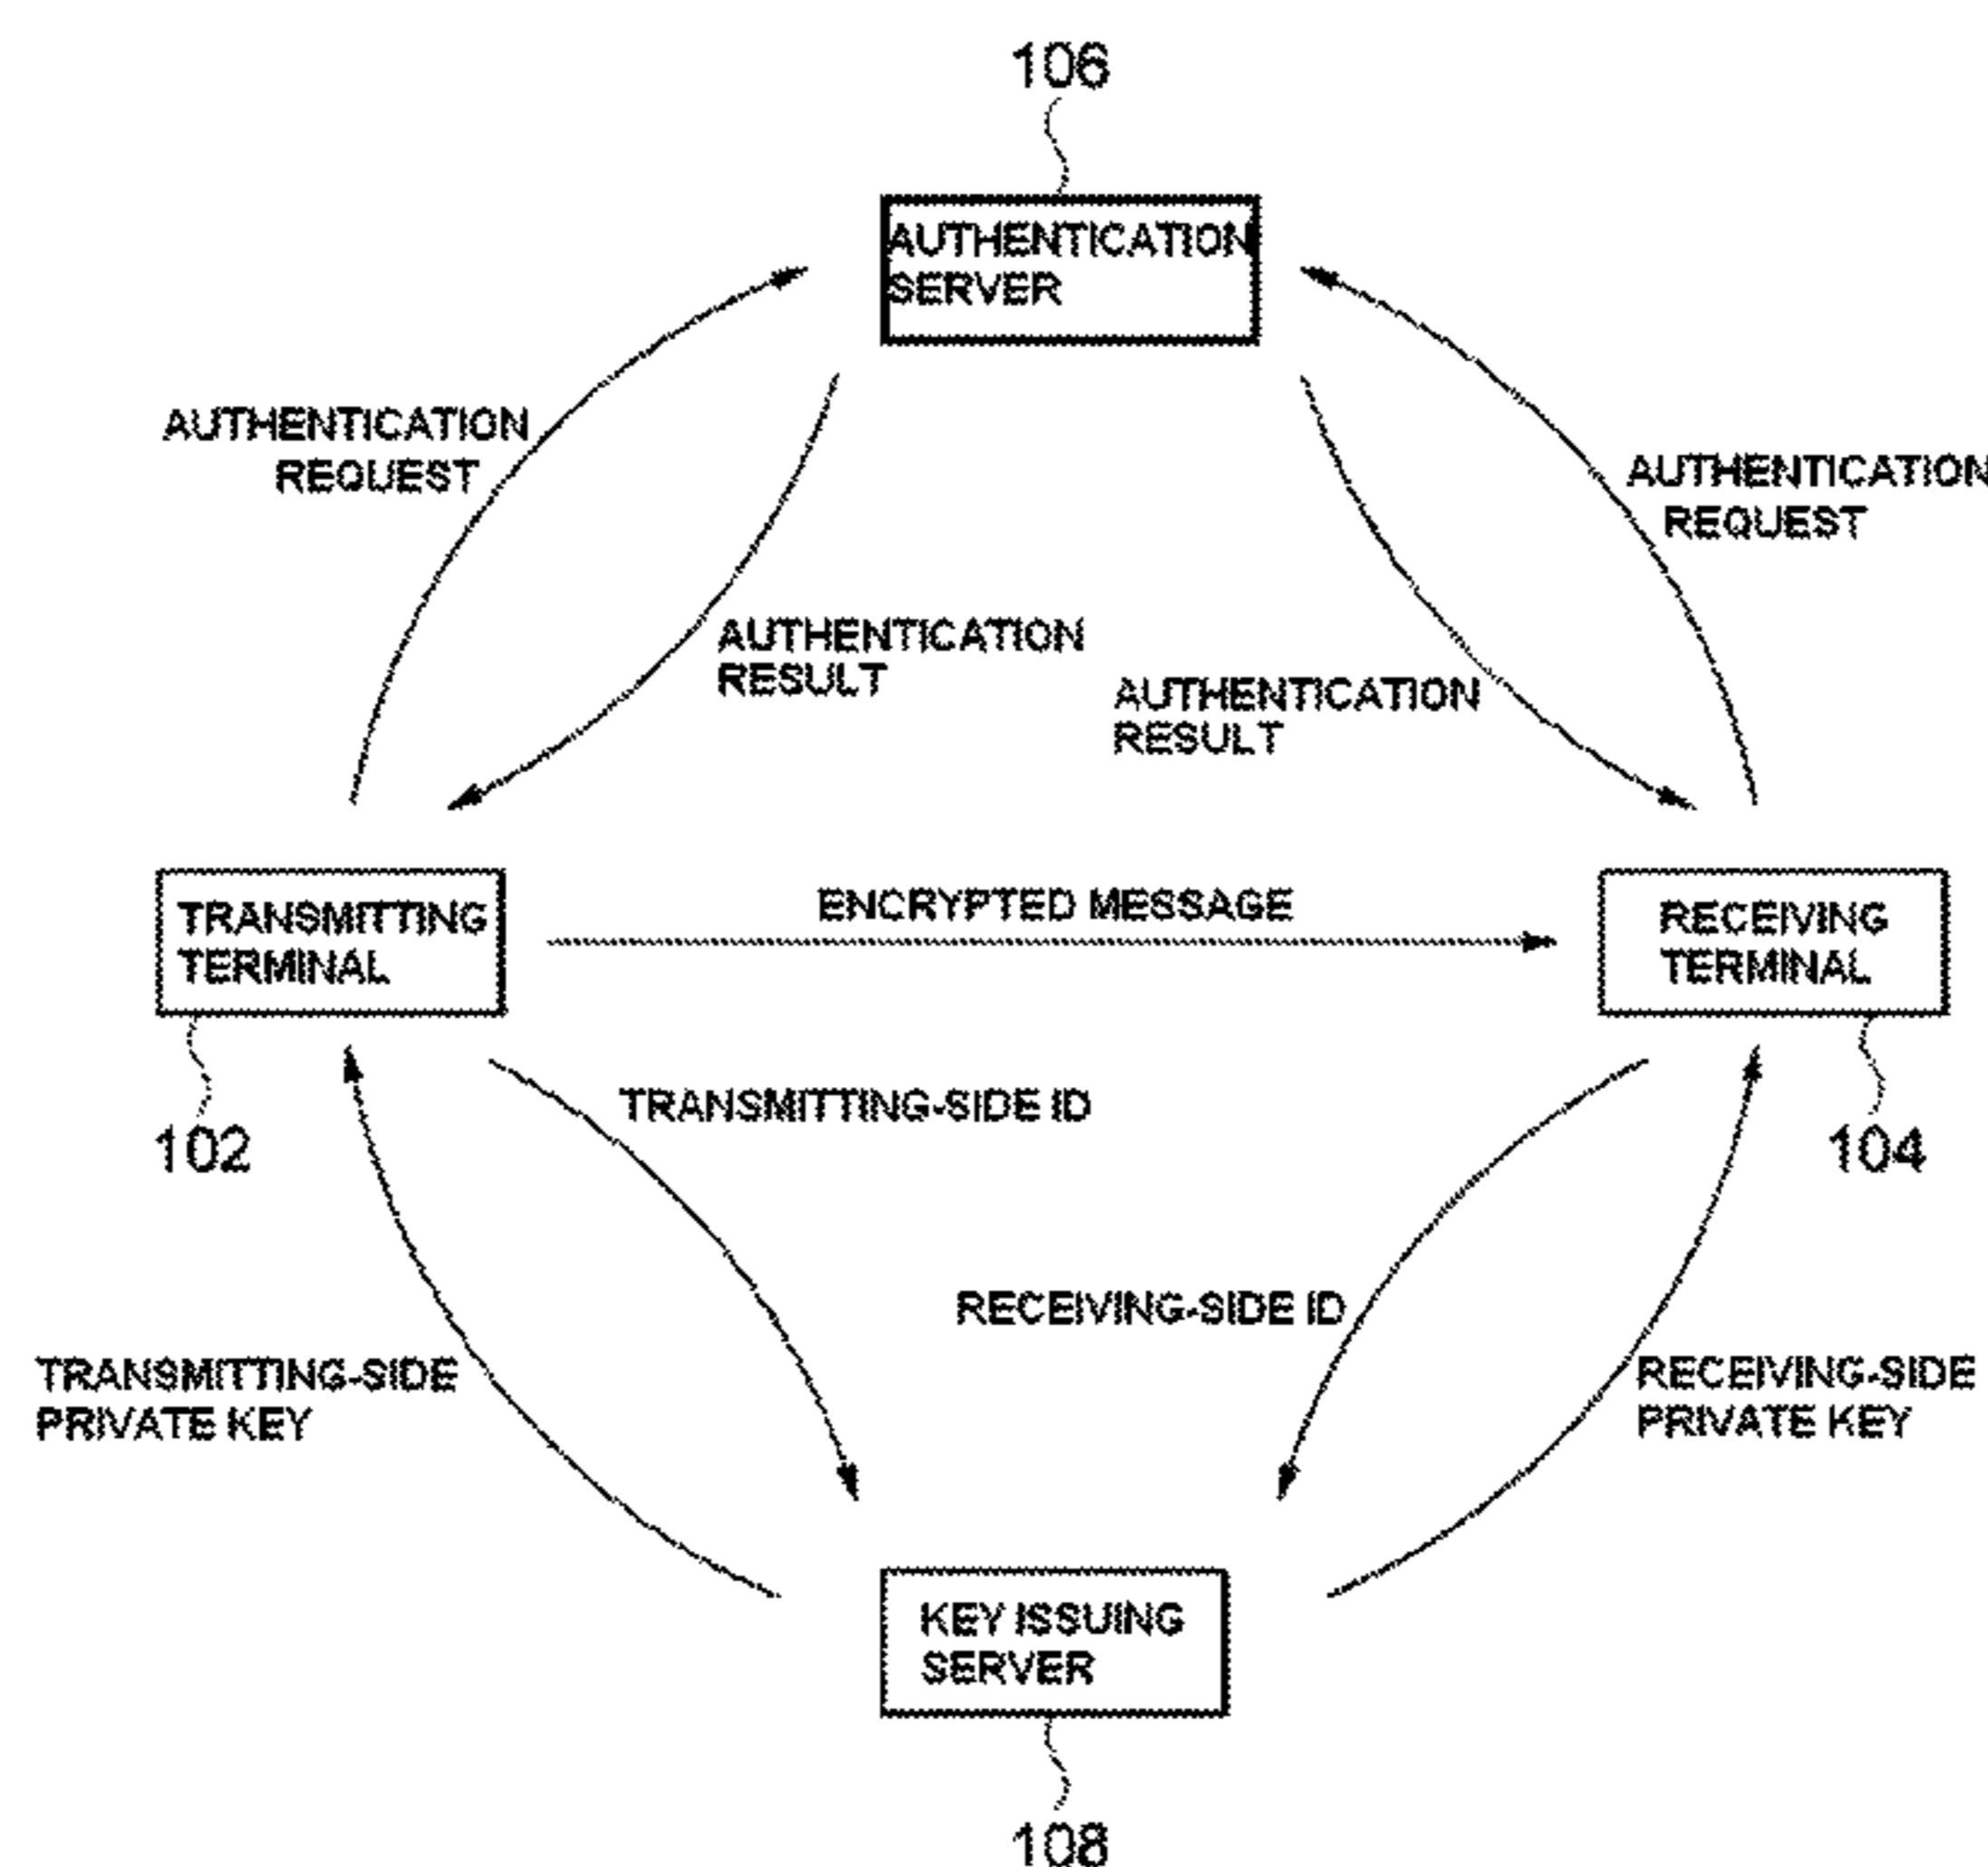 106
AUTHENTICATION
SERVER
AUTHENTICATION
REQUEST
AUTHENTICATION
REQUEST
AUTHENTICATION
RESULT
AUTHENTICATION
RESULT
TRANSMITTING
TERMINAL
ENCRYPTED MESSAGE
RECEIVING
TERMINAL
102
TRANSMITTING-SIDE ID
104
RECEIVING-SIDE ID
TRANSMITTING-SIDE
PRIVATE KEY
RECEIVING-SIDE
PRIVATE KEY
KEY ISSUING
SERVER
108